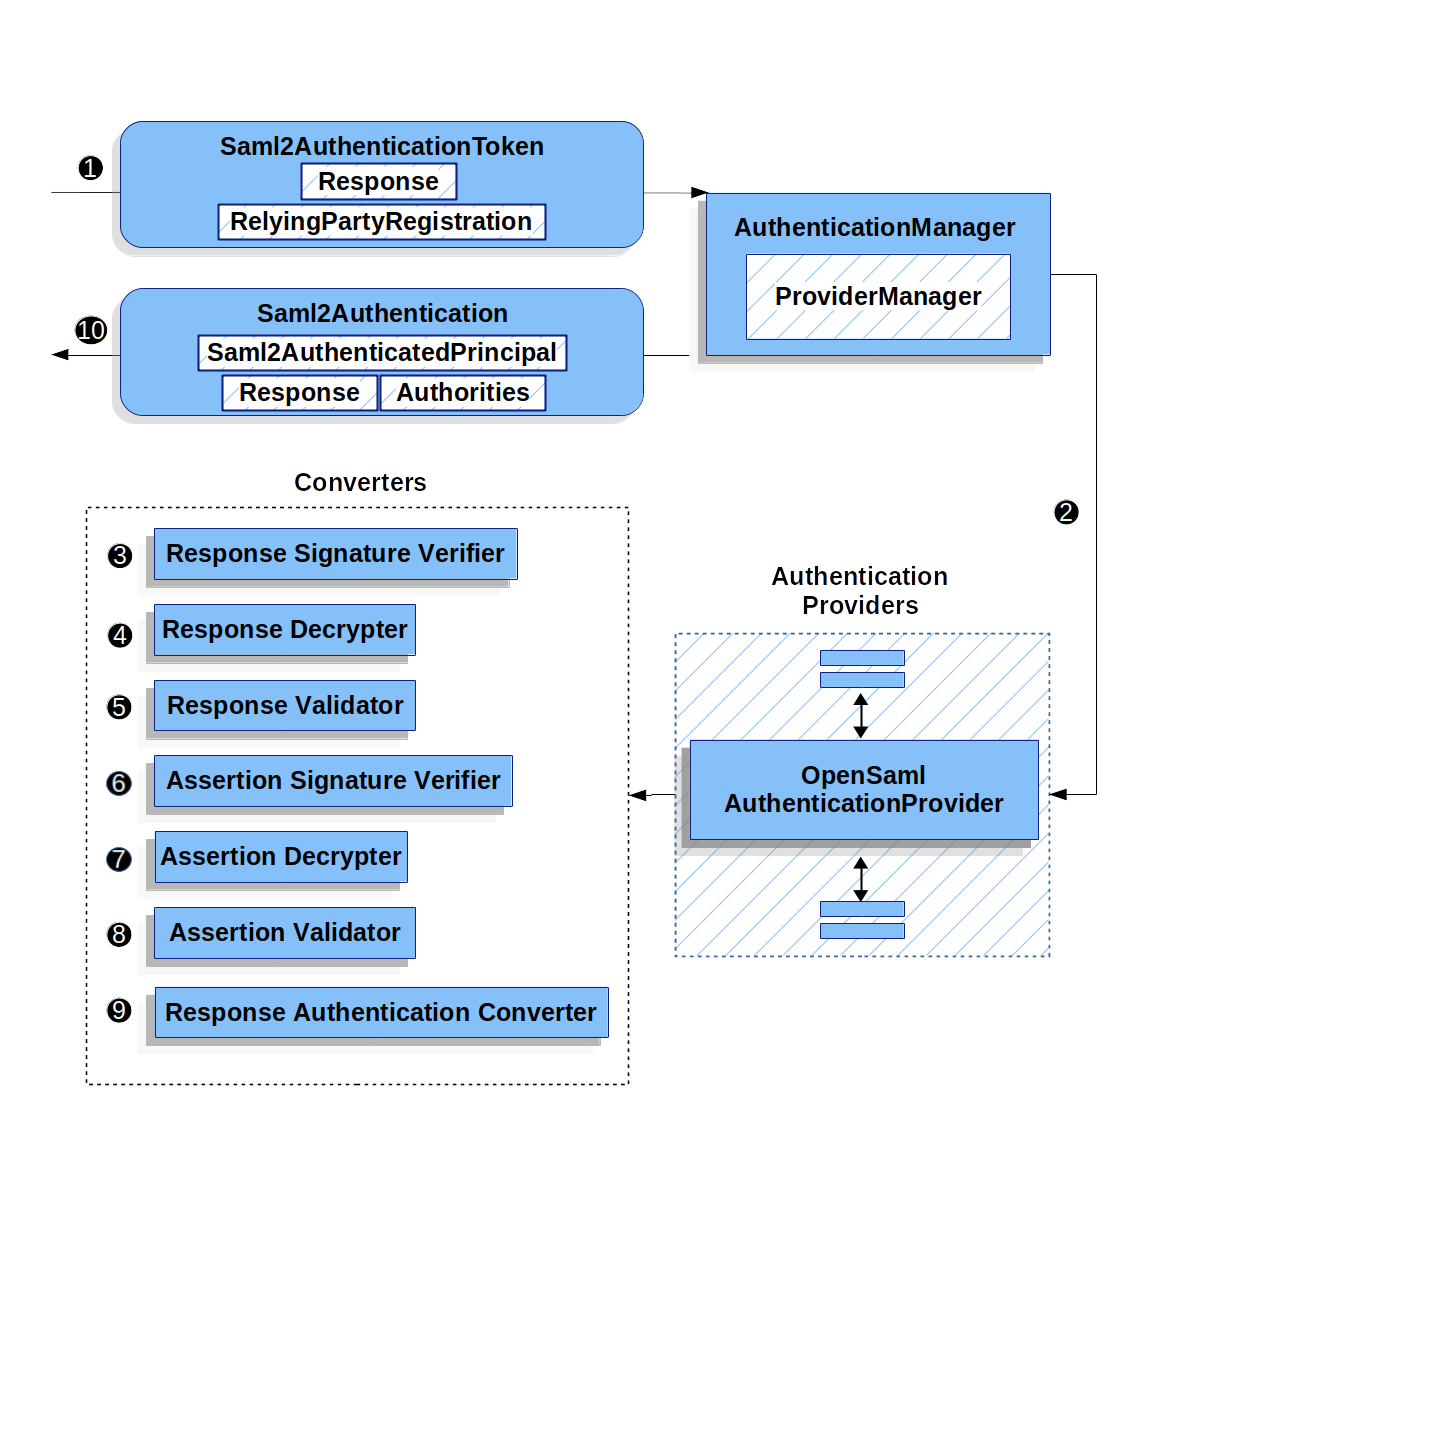 1
Saml2AuthenticationToken
Response
RelyingPartyRegistration
AuthenticationManager
ProviderManager
10
Saml2Authentication
Saml2AuthenticatedPrincipal
Response Authorities
2
Converters
3 Response Signature Verifier
4 Response Decrypter
5 Response Validator
6 Assertion Signature Verifier
7 Assertion Decrypter
8 Assertion Validator
9 Response Authentication Converter
Authentication
Providers
OpenSaml
AuthenticationProvider